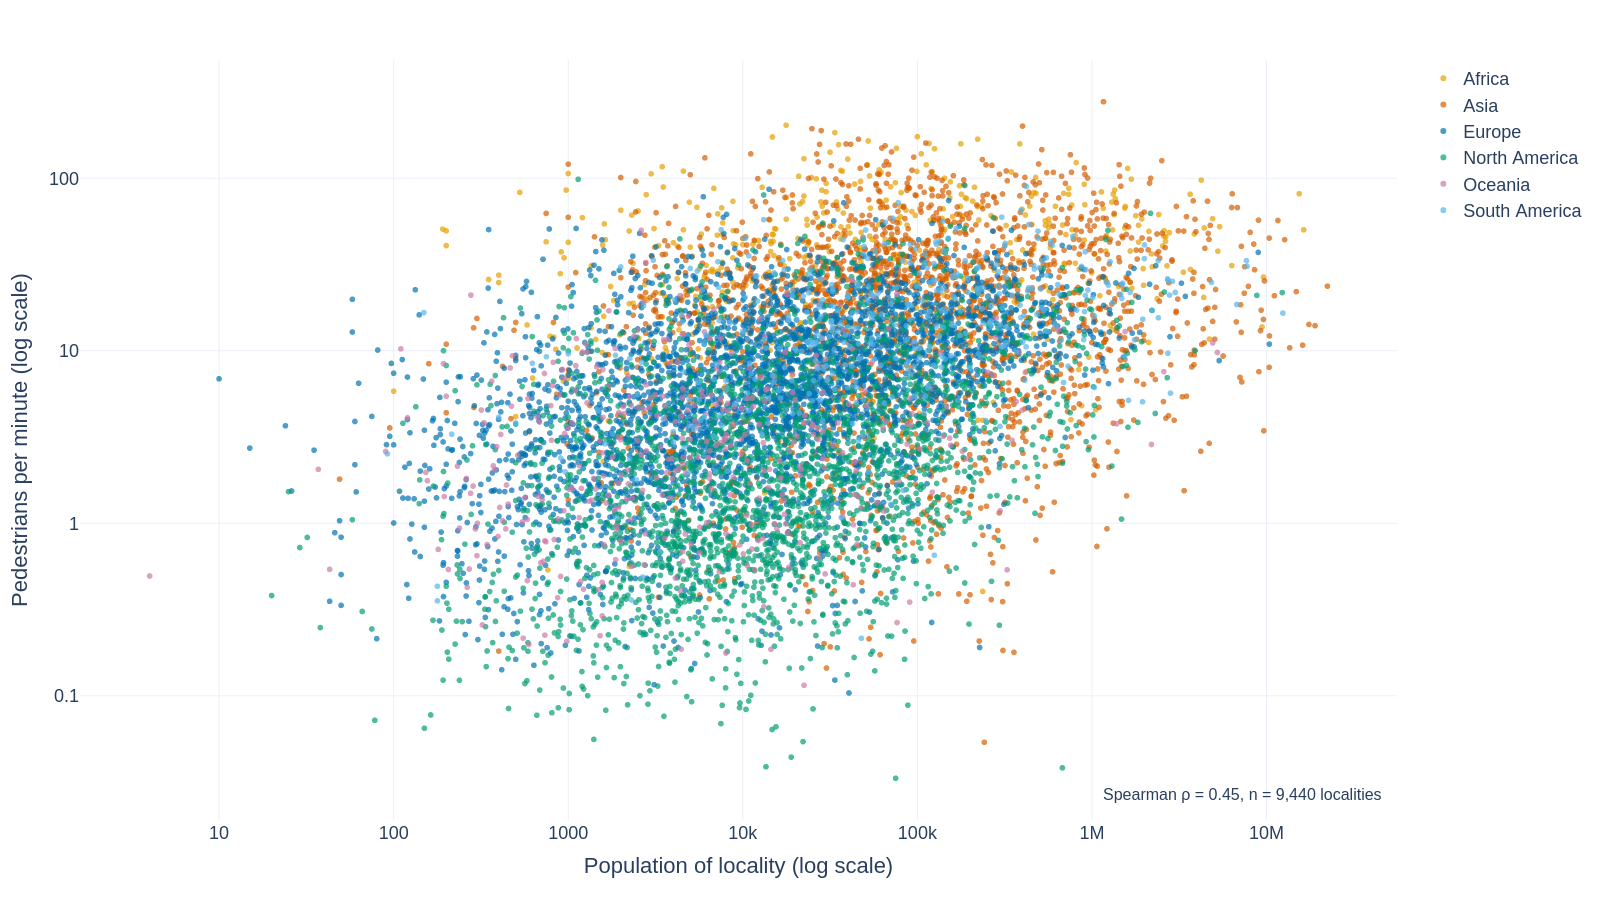 Africa
Asia
Europe
North America
Oceania
South America
Pedestrians per minute (log scale)
100
10
1
0.1
Spearman ρ = 0.45, n = 9,440 localities
10
100
1000
10k
100k
1M
10M
Population of locality (log scale)